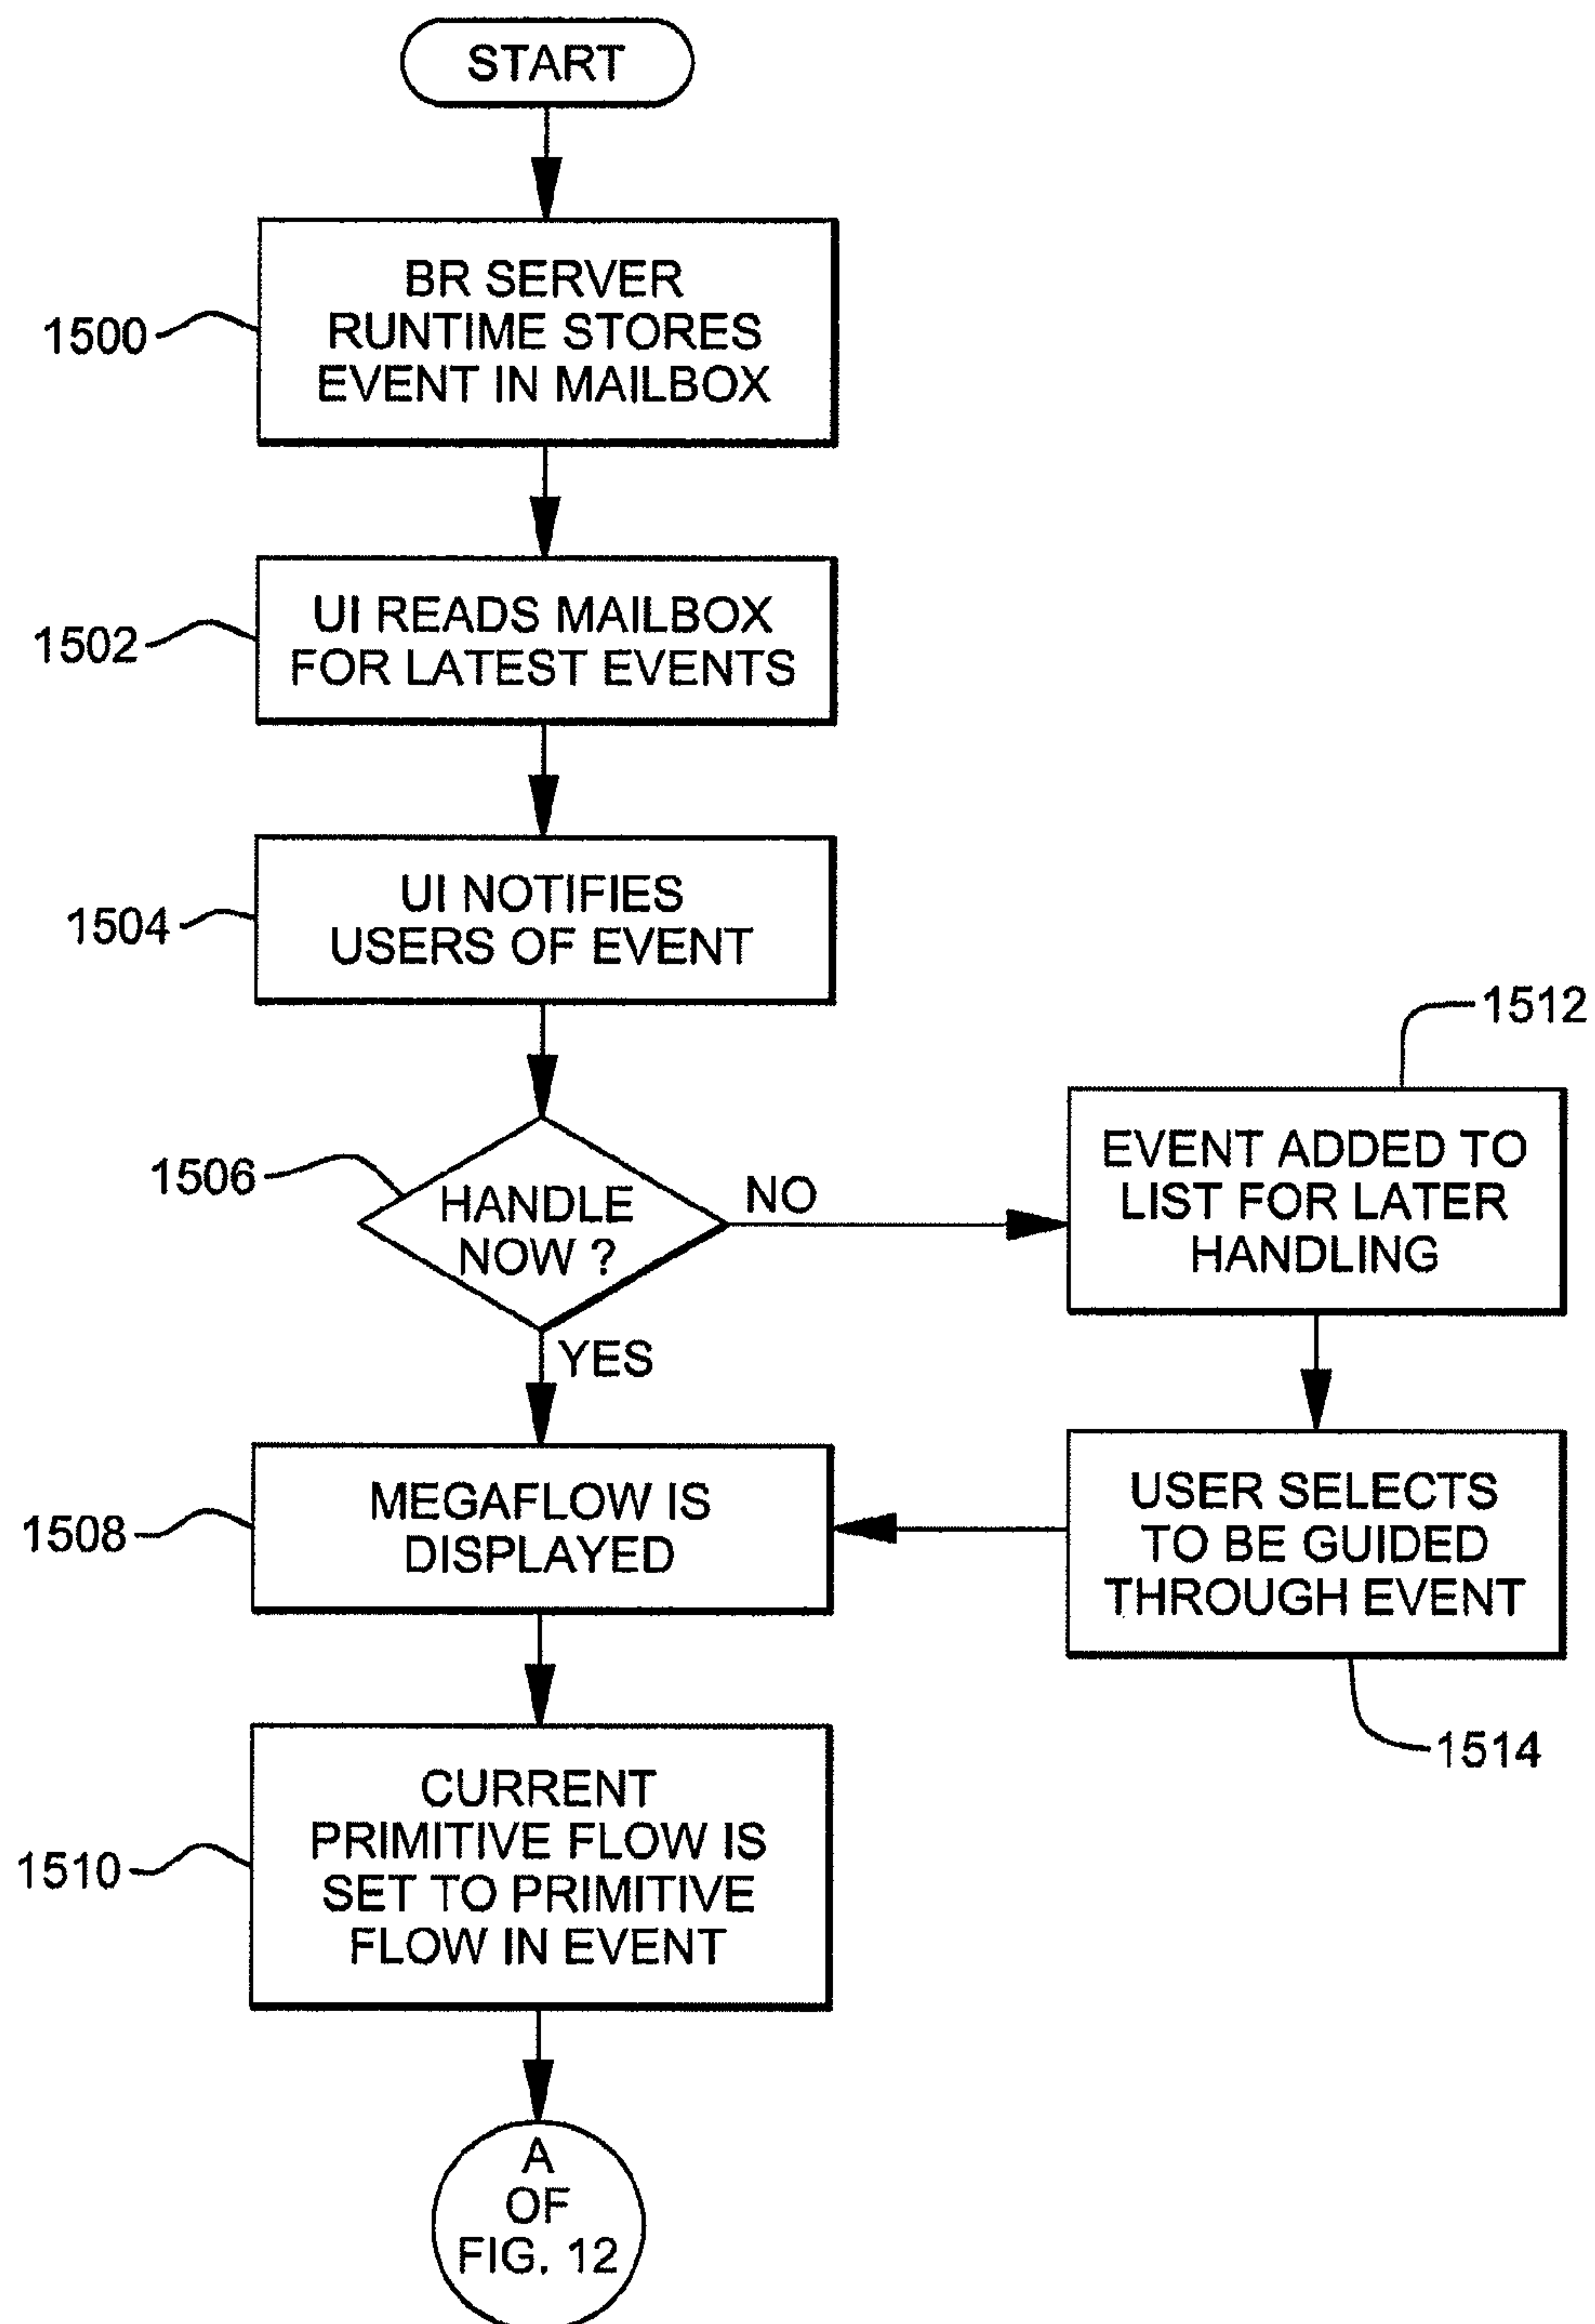 START
1500
BR SERVER
RUNTIME STORES
EVENT IN MAILBOX
1502
UI READS MAILBOX
FOR LATEST EVENTS
1504
UI NOTIFIES
USERS OF EVENT
1506
HANDLE
NOW ?
NO
YES
1512
EVENT ADDED TO
LIST FOR LATER
HANDLING
1508
MEGAFLOW IS
DISPLAYED
USER SELECTS
TO BE GUIDED
THROUGH EVENT
1514
1510
CURRENT
PRIMITIVE FLOW IS
SET TO PRIMITIVE
FLOW IN EVENT
A
OF
FIG. 12